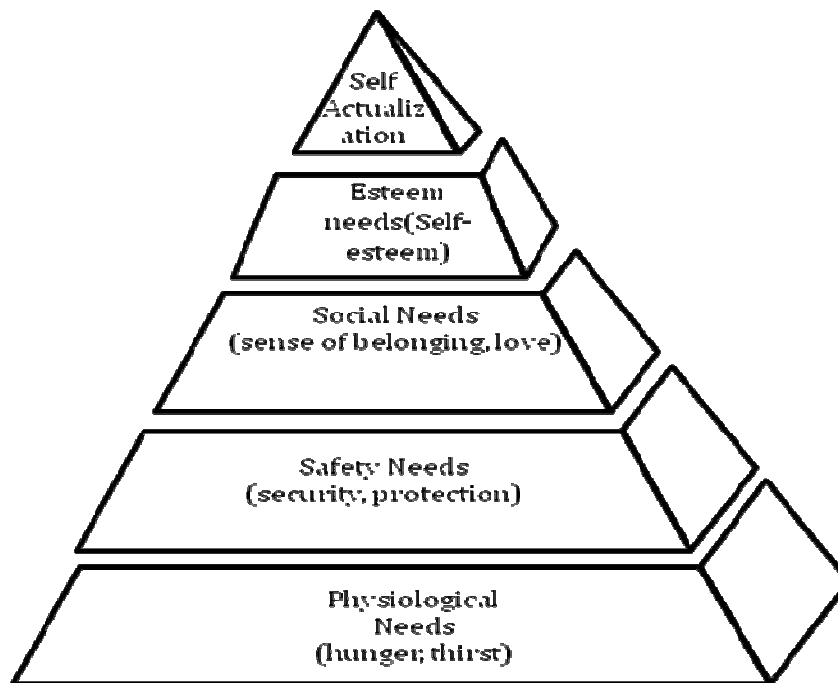 Self
Actualiz
ation
Esteem
needs(Self-
esteem)
Social Needs
(sense of belonging, love)
Safety Needs
(security, protection)
Physiological
Needs
(hunger, thirst)